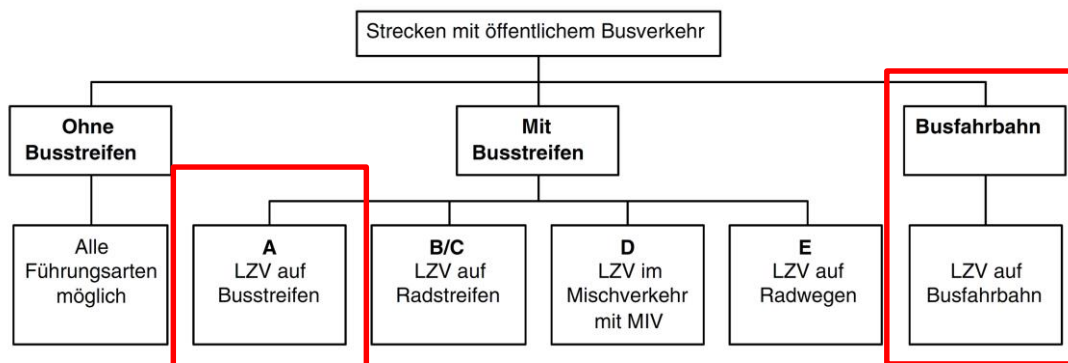 Strecken mit öffentlichem Busverkehr
Ohne
Busstreifen
Mit
Busstreifen
Busfahrbahn
Alle
Führungsarten
möglich
A
LZV auf
Busstreifen
B/C
LZV auf
Radstreifen
D
LZV im
Mischverkehr
mit MIV
E
LZV auf
Radwegen
LZV auf
Busfahrbahn